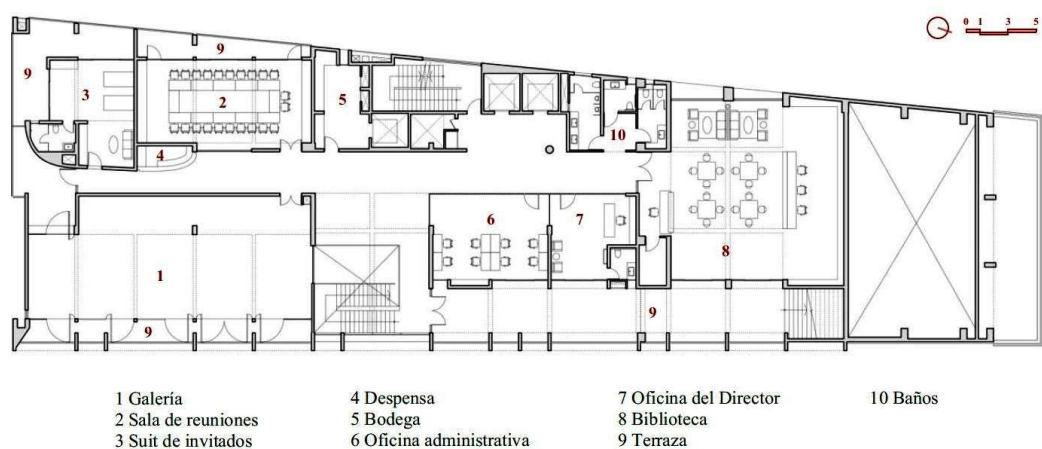 0 1 3 5
9
9
3
2
5
4
10
6
7
8
1
9
9
1 Galería
2 Sala de reuniones
3 Suit de invitados
4 Despensa
5 Bodega
6 Oficina administrativa
7 Oficina del Director
8 Biblioteca
9 Terraza
10 Baños